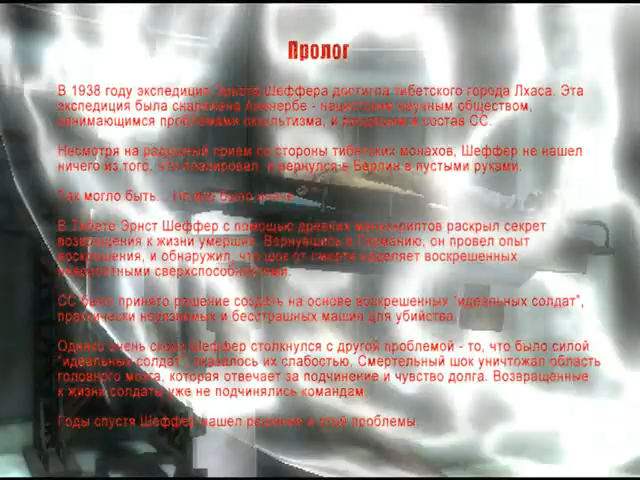 Пролог
В 1938 году экспедиция Эрнста Шеффера достигла тибетского города Лхаса. Эта
экспедиция была снаряжена Аненербе - нацистским научным обществом,
занимающимся проблемами оккультизма, и входящим в состав СС.
Несмотря на радушный прием со стороны тибетских монахов, Шеффер не нашел
ничего из того, что планировал и вернулся в Берлин в пустыми руками.
Так могло быть... Но все было иначе.
В Тибете Эрнст Шеффер с помощью древних манускриптов раскрыл секрет
возвращения к жизни умерших. Вернувшись в Германию, он провел опыт
воскрешения, и обнаружил, что шок от смерти наделяет воскрешенных
невероятными сверхспособностями.
СС было принято решение создать на основе воскрешенных "идеальных солдат",
практически неуязвимых и бесстрашных машин для убийства.
Однако очень скоро Шеффер столкнулся с другой проблемой - то, что было силой
"идеальных солдат", оказалось их слабостью. Смертельный шок уничтожал область
головного мозга, которая отвечает за подчинение и чувство долга. Возвращенные
к жизни солдаты уже не подчинялись командам.
Годы спустя Шеффер нашел решение и этой проблемы.